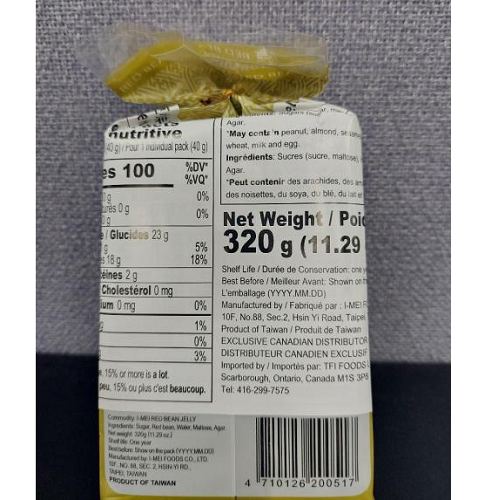 nutritive
40 g) / Pour 1 individual pack (40 g)
es 100
%DV*
%VQ*
0 g
0%
urés 0 g
0 g
0%
/ Glucides 23 g
g
5%
es 18 g
18%
éines 2 g
Cholestérol 0 mg
ium 0 mg
0%
g
1%
0%
g
3%
, 15% or more is a lot.
peu, 15% ou plus c'est beaucoup.
Agar.
*May contain peanut, almond,
wheat, milk and egg.
Ingrédients: Sucres (sucre, maltose),
Agar.
*Peut contenir des arachides, des
des noisettes, du soya, du blé, du lait et
Net Weight / Poid
320 g (11.29
Shelf Life / Durée de Conservation: one
Best Before / Meilleur Avant: Shown on
L'emballage (YYYY.MM.DD)
Manufactured by / Fabriqué par : I-MEI
10F, No.88, Sec.2, Hsin Yi Road, Taipei
Product of Taiwan / Produit de Taiwan
EXCLUSIVE CANADIAN DISTRIBUTOR
DISTRIBUTEUR CANADIEN EXCLUSIF
Imported by / Importés par: TFI FOODS
Scarborough, Ontario, Canada M1S
Tel: 416-299-7575
Commodity: I-MEI RED BEAN JELLY
Ingredients: Sugar, Red bean, Water, Maltose, Agar
Net weight: 320g (11.29 oz.)
Shelf life: One year
Best before: Show on the pack (YYYY.MM.DD)
Manufactured by: I-MEI FOODS CO., LTD.
10F., NO. 88, SEC. 2, HSIN-YI RD.,
TAIPEI, TAIWAN
PRODUCT OF TAIWAN
4 710126 200517